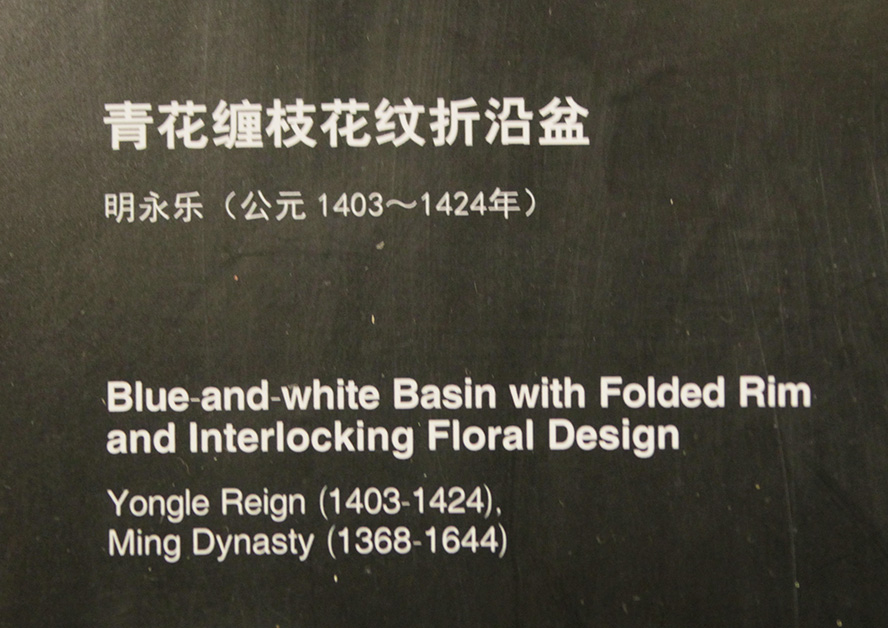 青花缠枝花纹折沿盆
明永乐（公元 1403～1424年）
Blue-and-white Basin with Folded Rim
and Interlocking Floral Design
Yongle Reign (1403-1424),
Ming Dynasty (1368-1644)